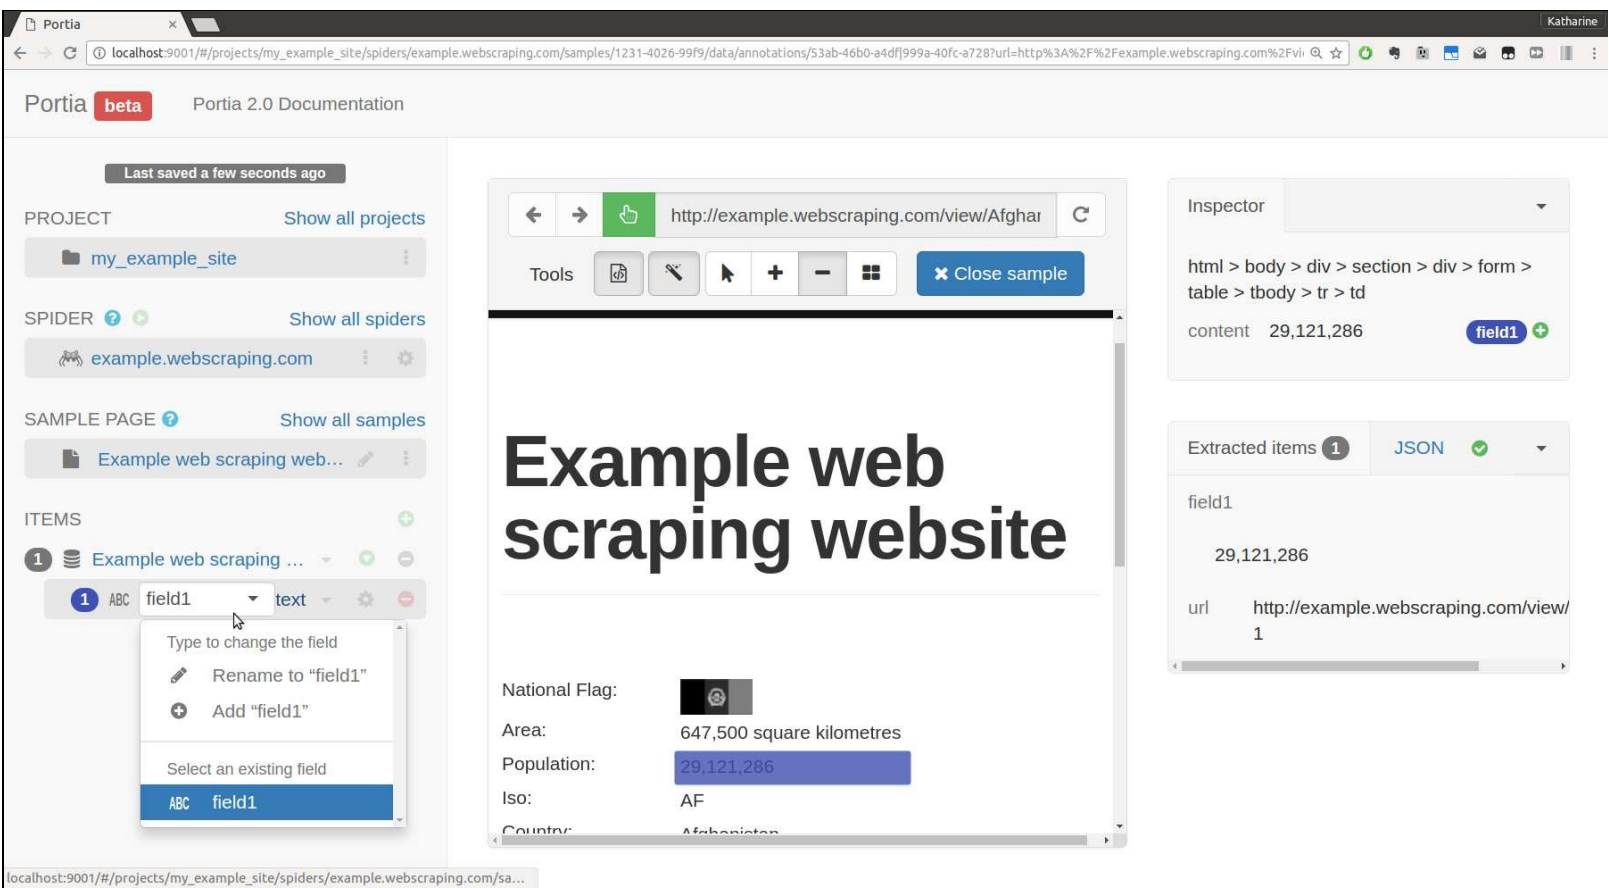 Portia
Katharine
localhost:9001/#/projects/my_example_site/spiders/example.webscraping.com/samples/1231-4026-99f9/data/annotations/53ab-46b0-a4df|999a-40fc-a728?url=http%3A%2F%2Fexample.webscraping.com%2Fvi
Portia beta Portia 2.0 Documentation
Last saved a few seconds ago
PROJECT Show all projects
my_example_site
SPIDER Show all spiders
example.webscraping.com
SAMPLE PAGE Show all samples
Example web scraping web...
ITEMS
1 Example web scraping ...
1 ABC field1 text
Type to change the field
Rename to “field1”
Add “field1”
Select an existing field
ABC field1
http://example.webscraping.com/view/Afghar
Tools Close sample
Example web
scraping website
National Flag:
Area: 647,500 square kilometres
Population: 29,121,286
Iso: AF
Country: Afghanistan
Inspector
html > body > div > section > div > form >
table > tbody > tr > td
content 29,121,286 field1
Extracted items 1 JSON
field1
29,121,286
url http://example.webscraping.com/view/
1
localhost:9001/#/projects/my_example_site/spiders/example.webscraping.com/sa...